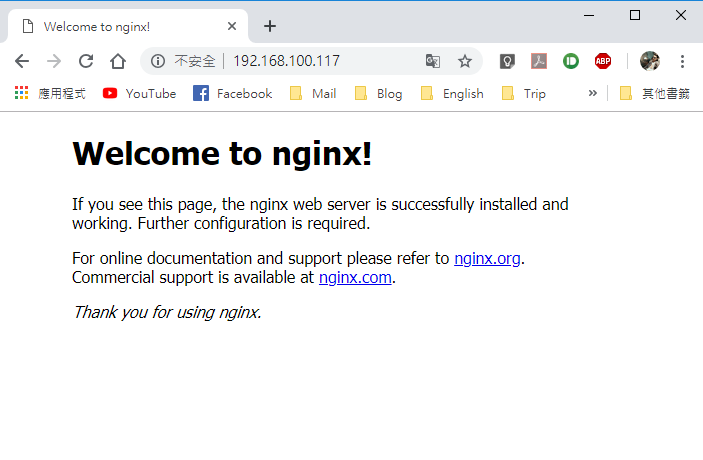 Welcome to nginx!
不安全 192.168.100.117
ABP
應用程式 YouTube Facebook Mail Blog English Trip » 其他書籤
Welcome to nginx!
If you see this page, the nginx web server is successfully installed and
working. Further configuration is required.
For online documentation and support please refer to nginx.org.
Commercial support is available at nginx.com.
Thank you for using nginx.